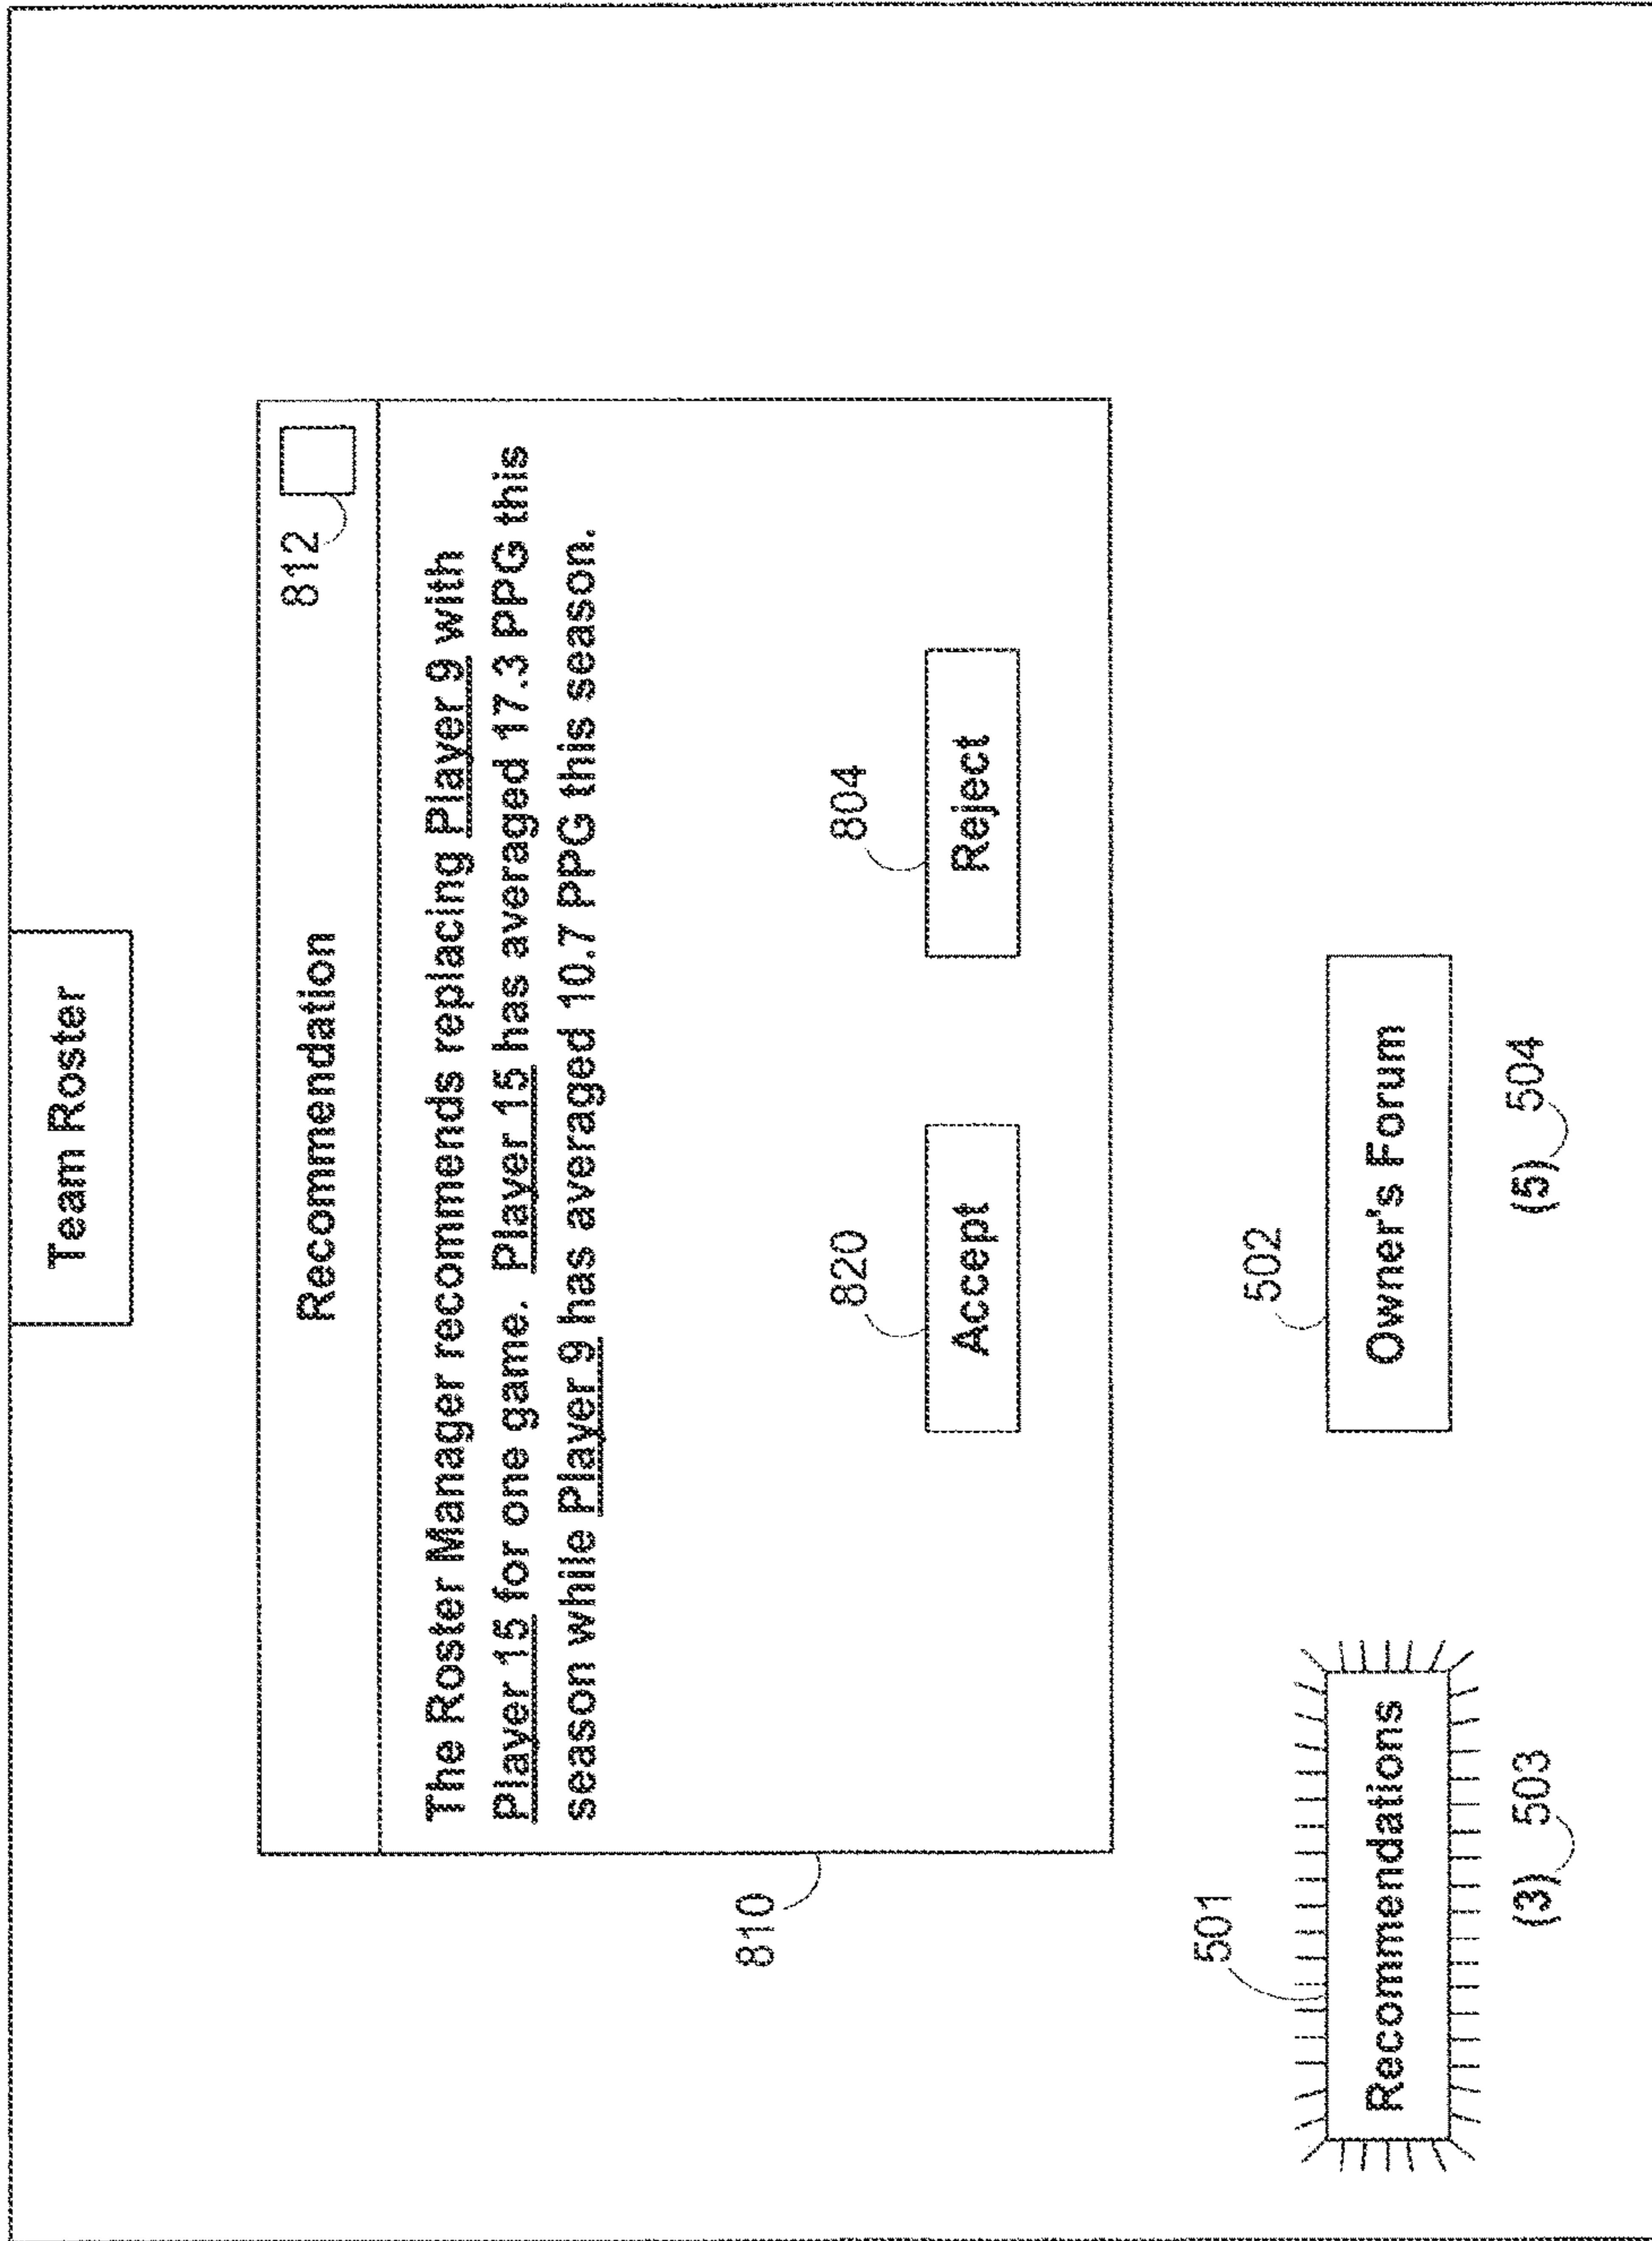 Team Roster
Recommendation
812
The Roster Manager recommends replacing Player 9 with
Player 15 for one game. Player 15 has averaged 17.3 PPG this
season while Player 9 has averaged 10.7 PPG this season.
810
820
804
Accept
Reject
501
502
Recommendations
Owner's Forum
(3) 503
(5) 504